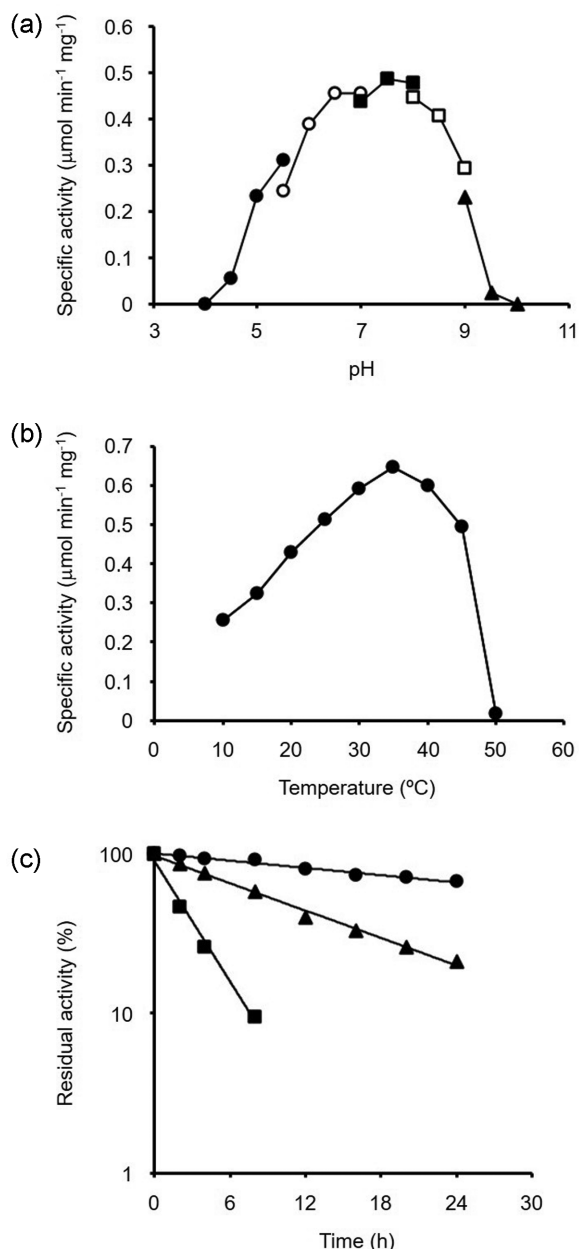 (a)
Specific activity (µmol min-1 mg-1)
0.6
0.5
0.4
0.3
0.2
0.1
0
3 5 7 9 11
pH
(b)
Specific activity (µmol min-1 mg-1)
0.7
0.6
0.5
0.4
0.3
0.2
0.1
0
0 10 20 30 40 50 60
Temperature (ºC)
(c)
Residual activity (%)
100
10
1
0 6 12 18 24 30
Time (h)